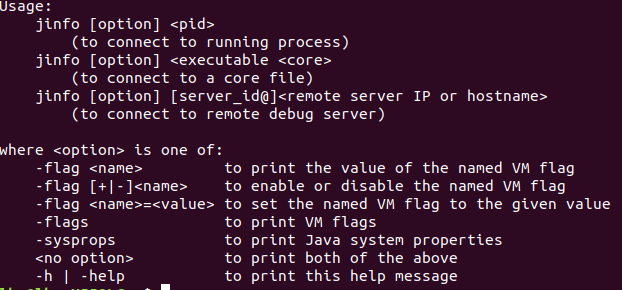 Usage:
    jinfo [option] <pid>
        (to connect to running process)
    jinfo [option] <executable <core>
        (to connect to a core file)
    jinfo [option] [server_id@]<remote server IP or hostname>
        (to connect to remote debug server)

where <option> is one of:
    -flag <name>         to print the value of the named VM flag
    -flag [+|-]<name>    to enable or disable the named VM flag
    -flag <name>=<value> to set the named VM flag to the given value
    -flags               to print VM flags
    -sysprops            to print Java system properties
    <no option>          to print both of the above
    -h | -help           to print this help message